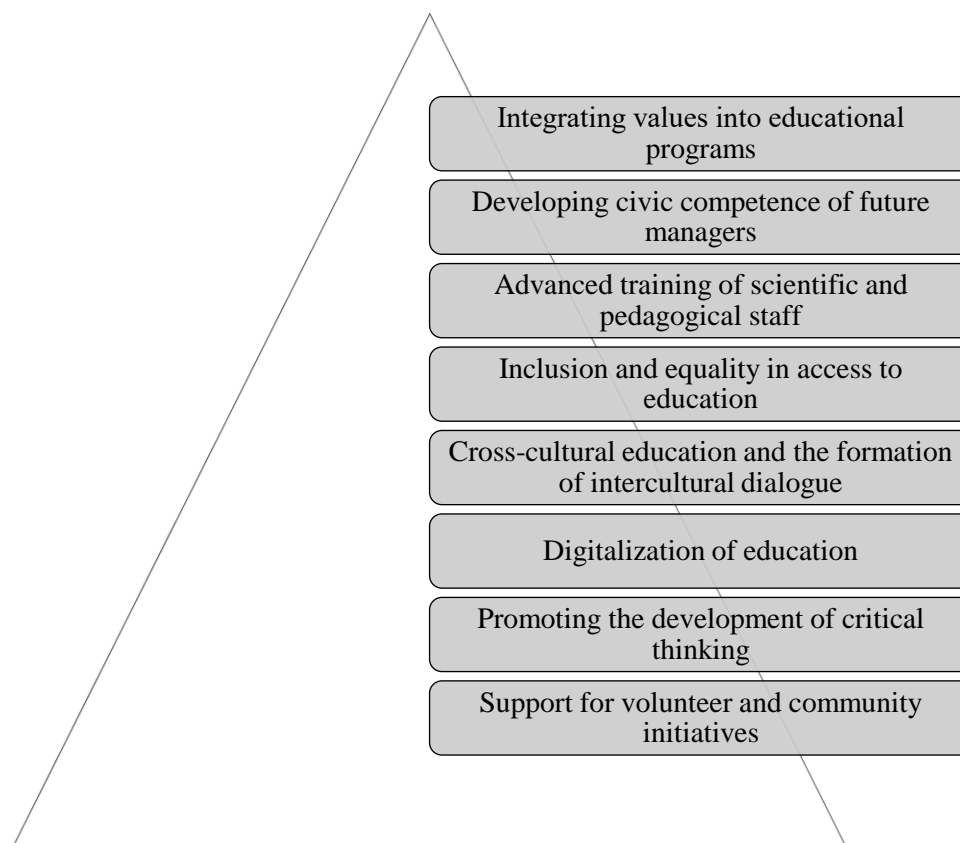 Integrating values into educational
programs
Developing civic competence of future
managers
Advanced training of scientific and
pedagogical staff
Inclusion and equality in access to
education
Cross-cultural education and the formation
of intercultural dialogue
Digitalization of education
Promoting the development of critical
thinking
Support for volunteer and community
initiatives